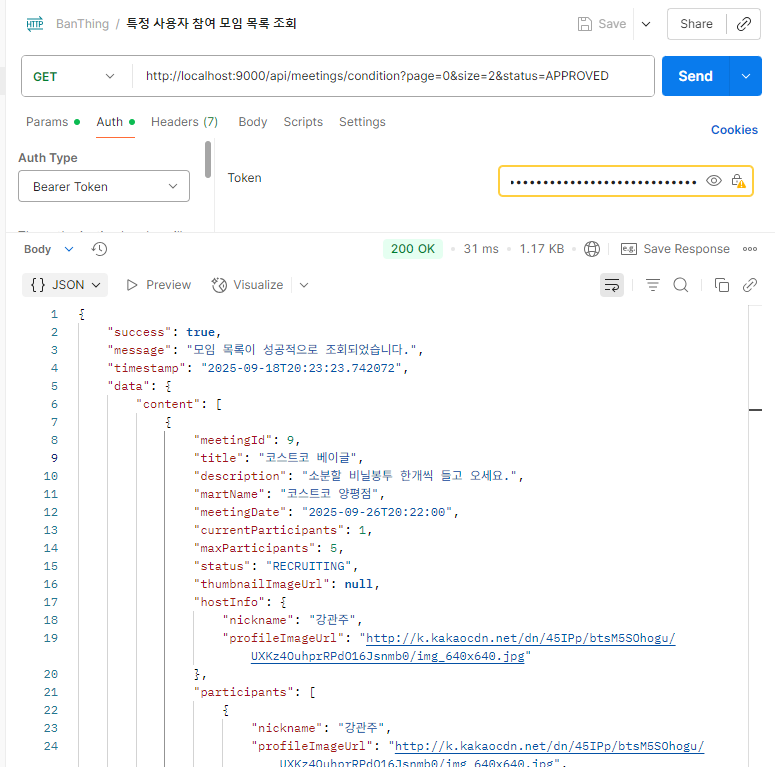 HTTP BanThing / 특정 사용자 참여 모임 목록 조회 Save Share
GET http://localhost:9000/api/meetings/condition?page=0&size=2&status=APPROVED Send
Params Auth Headers (7) Body Scripts Settings Cookies
Auth Type
Bearer Token
Token
Body 200 OK 31 ms 1.17 KB e.g. Save Response
{} JSON Preview Visualize
1 {
2 "success": true,
3 "message": "모임 목록이 성공적으로 조회되었습니다.",
4 "timestamp": "2025-09-18T20:23:23.742072",
5 "data": {
6 "content": [
7 {
8 "meetingId": 9,
9 "title": "코스트코 베이글",
10 "description": "소분할 비닐봉투 한개씩 들고 오세요.",
11 "martName": "코스트코 양평점",
12 "meetingDate": "2025-09-26T20:22:00",
13 "currentParticipants": 1,
14 "maxParticipants": 5,
15 "status": "RECRUITING",
16 "thumbnailImageUrl": null,
17 "hostInfo": {
18 "nickname": "강관주",
19 "profileImageUrl": "http://k.kakaocdn.net/dn/45IPp/btsM5SOhogu/
UXKz4OuhprRPdO16Jsnmb0/img_640x640.jpg"
20 },
21 "participants": [
22 {
23 "nickname": "강관주",
24 "profileImageUrl": "http://k.kakaocdn.net/dn/45IPp/btsM5SOhogu/
UXKz4OuhprRPdO16Jsnmb0/img_640x640.jpg",